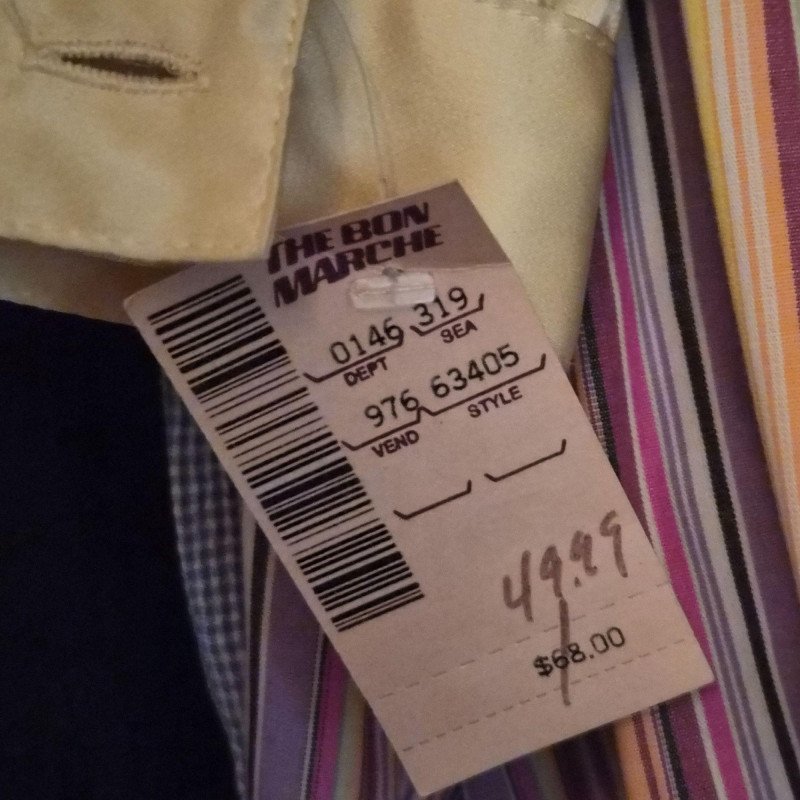 THE BON
MARCHE
0146 319
DEPT SEA
976 63405
VEND STYLE
49.99
$68.00